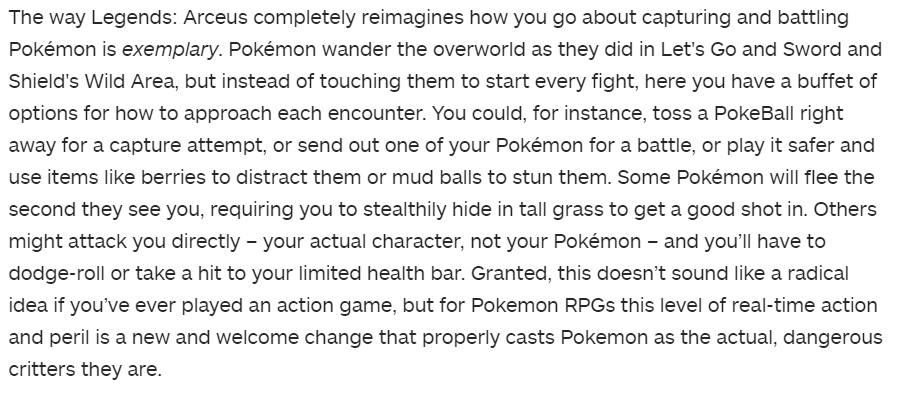 The way Legends: Arceus completely reimagines how you go about capturing and battling
Pokémon is exemplary. Pokémon wander the overworld as they did in Let's Go and Sword and
Shield's Wild Area, but instead of touching them to start every fight, here you have a buffet of
options for how to approach each encounter. You could, for instance, toss a PokeBall right
away for a capture attempt, or send out one of your Pokémon for a battle, or play it safer and
use items like berries to distract them or mud balls to stun them. Some Pokémon will flee the
second they see you, requiring you to stealthily hide in tall grass to get a good shot in. Others
might attack you directly – your actual character, not your Pokémon – and you’ll have to
dodge-roll or take a hit to your limited health bar. Granted, this doesn’t sound like a radical
idea if you’ve ever played an action game, but for Pokemon RPGs this level of real-time action
and peril is a new and welcome change that properly casts Pokemon as the actual, dangerous
critters they are.